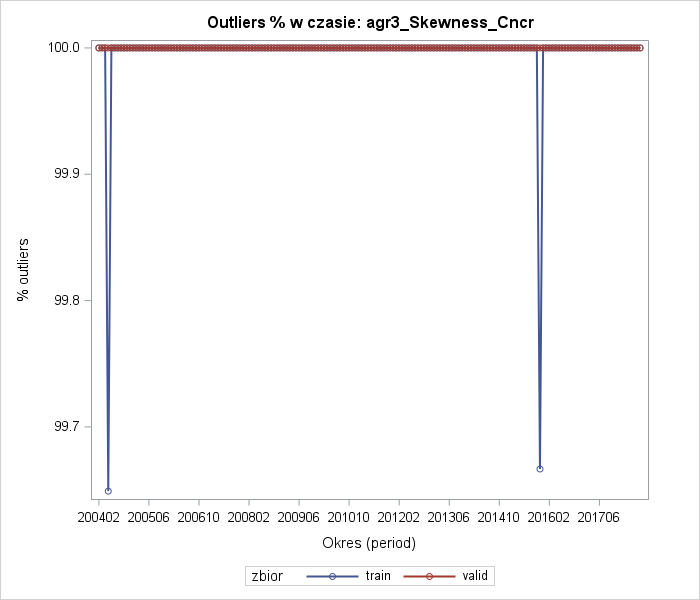 Outliers % w czasie: agr3_Skewness_Cncr
100.0
99.9
99.8
99.7
% outliers
200402 200506 200610 200802 200906 201010 201202 201306 201410 201602 201706
Okres (period)
zbior train valid